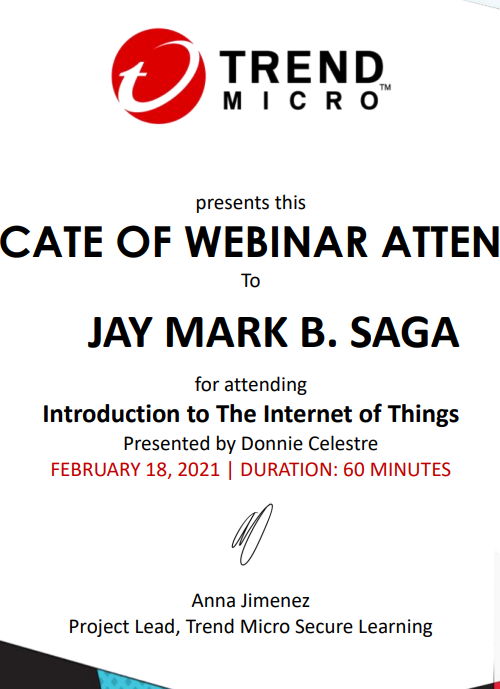 TREND
MICRO™
presents this
CATE OF WEBINAR ATTEN
To
JAY MARK B. SAGA
for attending
Introduction to The Internet of Things
Presented by Donnie Celestre
FEBRUARY 18, 2021 | DURATION: 60 MINUTES
Anna Jimenez
Project Lead, Trend Micro Secure Learning